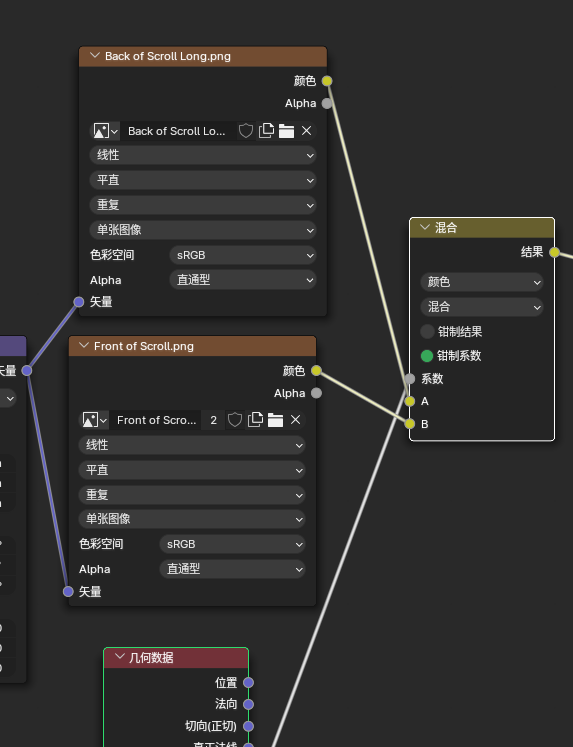 Back of Scroll Long.png
颜色
Alpha
Back of Scroll Lo...
线性
平直
重复
单张图像
色彩空间 sRGB
Alpha 直通型
矢量
矢量
Front of Scroll.png
颜色
Alpha
Front of Scro... 2
线性
平直
重复
单张图像
色彩空间 sRGB
Alpha 直通型
矢量
混合
结果
颜色
混合
钳制结果
钳制系数
系数
A
B
几何数据
位置
法向
切向(正切)